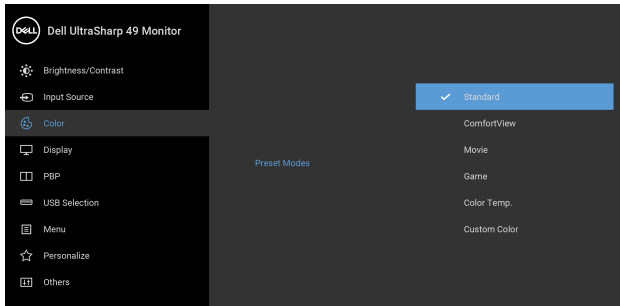 DELL Dell UltraSharp 49 Monitor
Brightness/Contrast
Input Source
Color
Display
PBP
USB Selection
Menu
Personalize
Others
Preset Modes
Standard
ComfortView
Movie
Game
Color Temp.
Custom Color